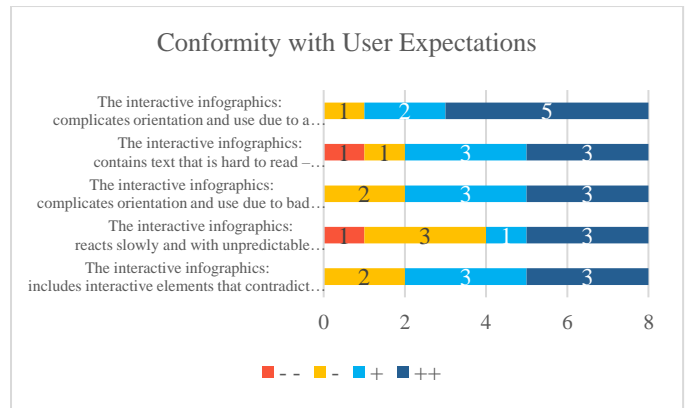 Conformity with User Expectations
The interactive infographics:
complicates orientation and use due to a…
1 2 5
The interactive infographics:
contains text that is hard to read –…
1 1 3 3
The interactive infographics:
complicates orientation and use due to bad…
2 3 3
The interactive infographics:
reacts slowly and with unpredictable…
1 3 1 3
The interactive infographics:
includes interactive elements that contradict…
2 3 3
0 2 4 6 8
- - - + ++